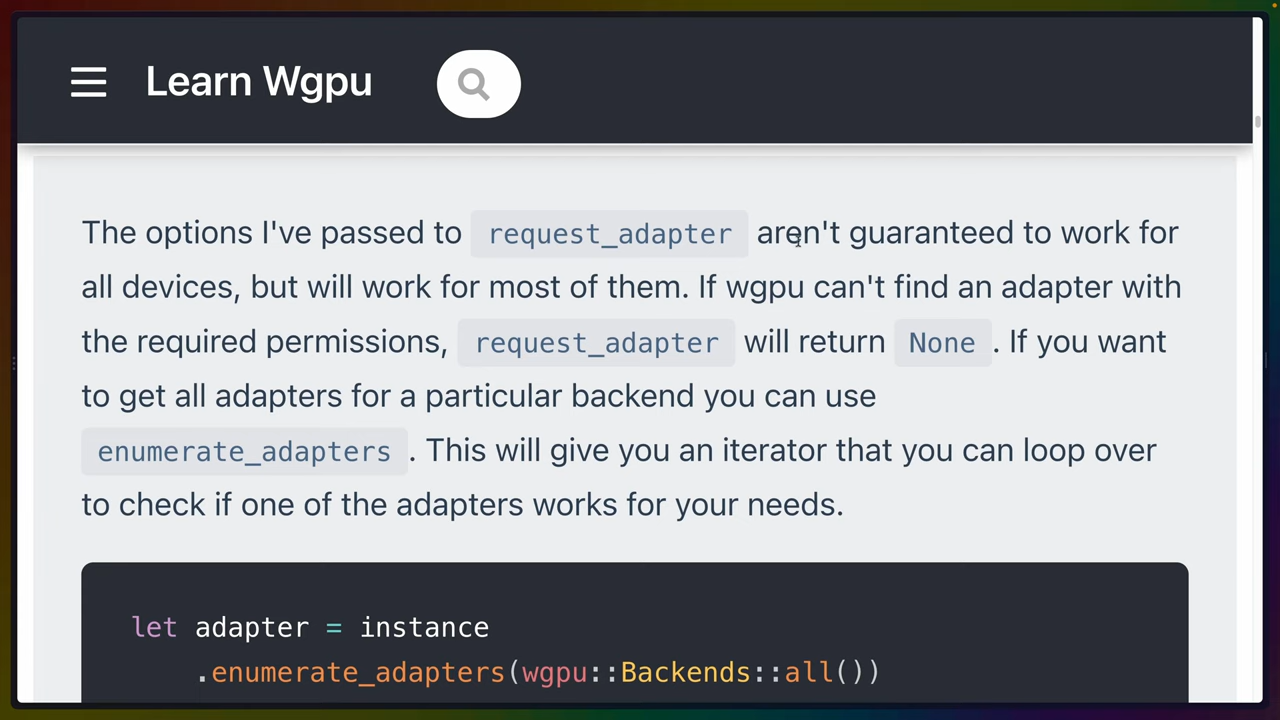 Learn Wgpu
The options I've passed to request_adapter aren't guaranteed to work for
all devices, but will work for most of them. If wgpu can't find an adapter with
the required permissions, request_adapter will return None . If you want
to get all adapters for a particular backend you can use
enumerate_adapters . This will give you an iterator that you can loop over
to check if one of the adapters works for your needs.
let adapter = instance
    .enumerate_adapters(wgpu::Backends::all())